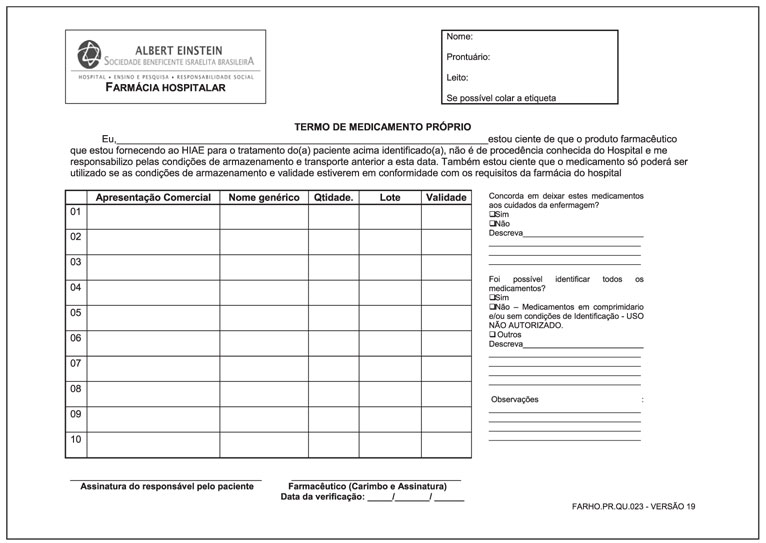 ALBERT EINSTEIN
SOCIEDADE BENEFICENTE ISRAELITA BRASILEIRA
HOSPITAL • ENSINO E PESQUISA • RESPONSABILIDADE SOCIAL
FARMÁCIA HOSPITALAR
Nome:
Prontuário:
Leito:
Se possível colar a etiqueta
TERMO DE MEDICAMENTO PRÓPRIO
Eu,______________________________estou ciente de que o produto farmacêutico
que estou fornecendo ao HIAE para o tratamento do(a) paciente acima identificado(a), não é de procedência conhecida do Hospital e me
responsabilizo pelas condições de armazenamento e transporte anterior a esta data. Também estou ciente que o medicamento só poderá ser
utilizado se as condições de armazenamento e validade estiverem em conformidade com os requisitos da farmácia do hospital
Apresentação Comercial Nome genérico Qtidade. Lote Validade
01
02
03
04
05
06
07
08
09
10
Concorda em deixar estes medicamentos
aos cuidados da enfermagem?
❑Sim
❑Não
Descreva______________
Foi possível identificar todos os
medicamentos?
❑Sim
❑Não – Medicamentos em comprimidario
e/ou sem condições de Identificação - USO
NÃO AUTORIZADO.
❑ Outros
Descreva______________
Observações :
Assinatura do responsável pelo paciente
Farmacêutico (Carimbo e Assinatura)
Data da verificação: _____/_______/ ______
FARHO.PR.QU.023 - VERSÃO 19